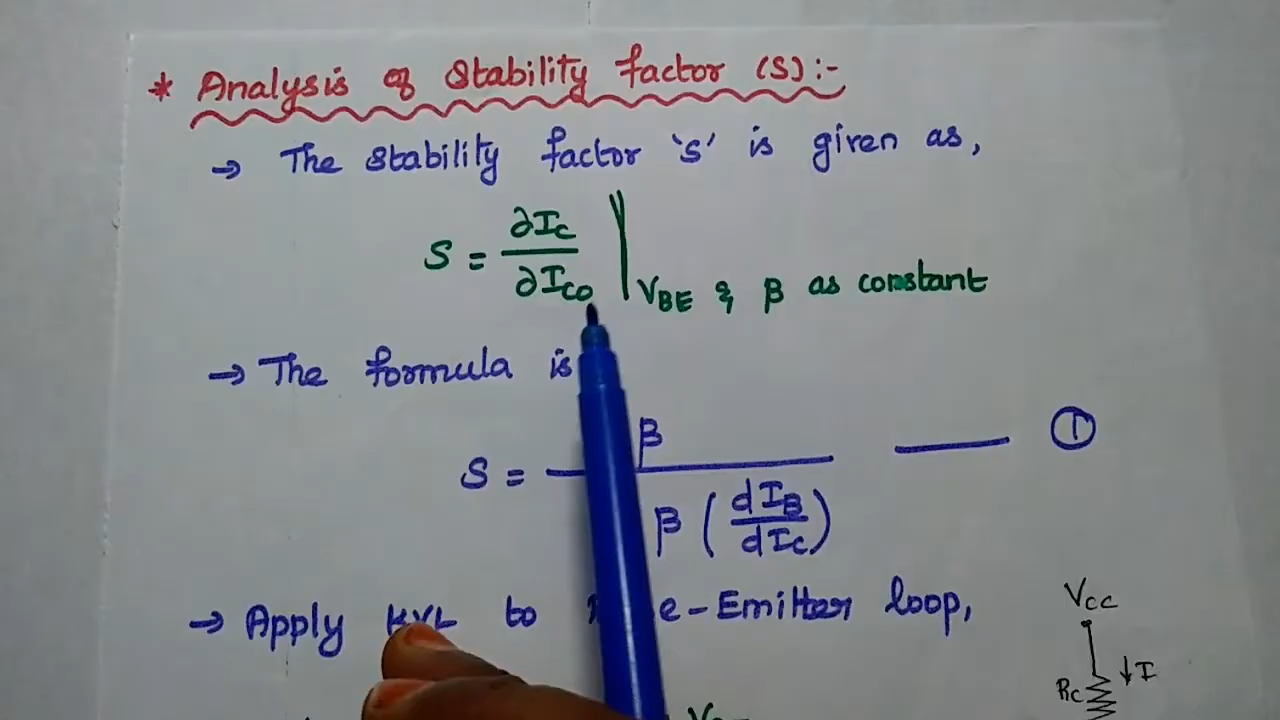 * Analysis of Stability factor (S):-
→ The stability factor 's' is given as,
S = ∂Ic / ∂Ico | VBE & β as constant
→ The formula is
S = β / β (dIB / dIc) —— ①
→ Apply KVL to e-Emitter loop,
Vcc
↓I
Rc